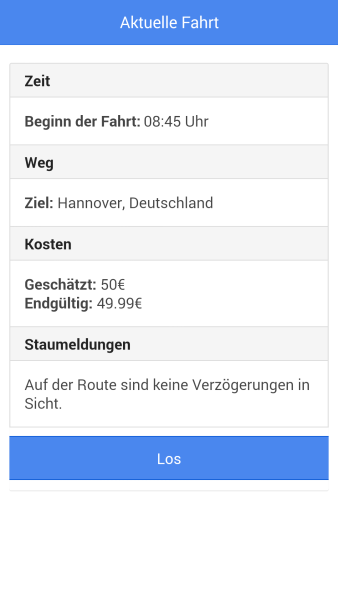 Aktuelle Fahrt
Zeit
Beginn der Fahrt: 08:45 Uhr
Weg
Ziel: Hannover, Deutschland
Kosten
Geschätzt: 50€
Endgültig: 49.99€
Staumeldungen
Auf der Route sind keine Verzögerungen in
Sicht.
Los